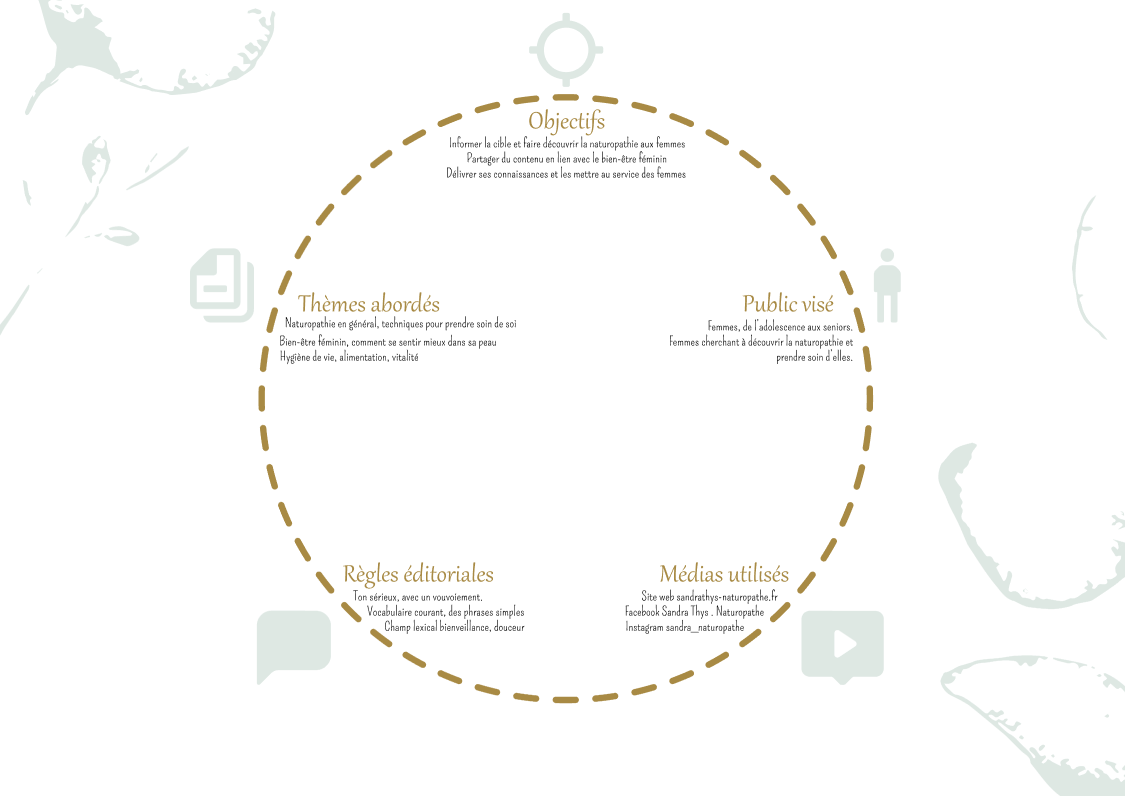 Objectifs
Informer la cible et faire découvrir la naturopathie aux femmes
Partager du contenu en lien avec le bien-être féminin
Délivrer ses connaissances et les mettre au service des femmes
Thèmes abordés
Naturopathie en général, techniques pour prendre soin de soi
Bien-être féminin, comment se sentir mieux dans sa peau
Hygiène de vie, alimentation, vitalité
Public visé
Femmes, de l'adolescence aux seniors.
Femmes cherchant à découvrir la naturopathie et
prendre soin d'elles.
Règles éditoriales
Ton sérieux, avec un vouvoiement.
Vocabulaire courant, des phrases simples
Champ lexical bienveillance, douceur
Médias utilisés
Site web sandrathys-naturopathe.fr
Facebook Sandra Thys . Naturopathe
Instagram sandra_naturopathe